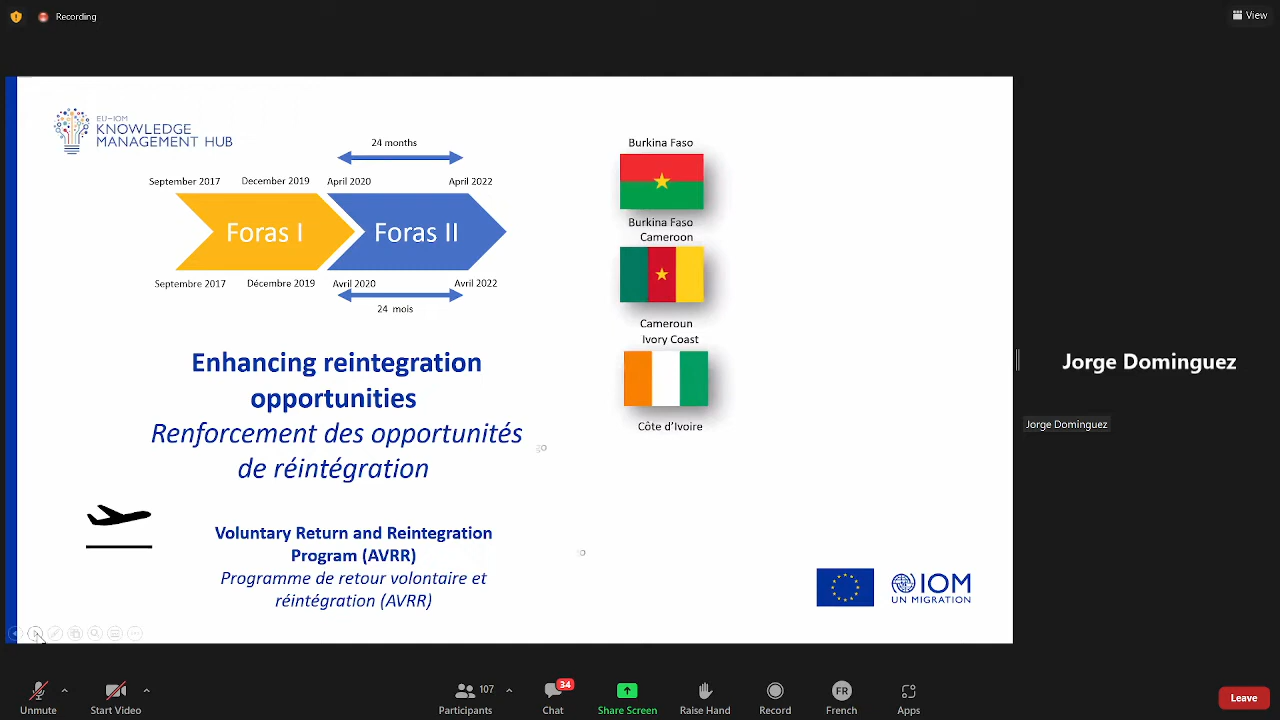 Recording
View
EU-IOM
KNOWLEDGE
MANAGEMENT HUB
24 months
September 2017
December 2019
April 2020
April 2022
Foras I
Foras II
Septembre 2017
Décembre 2019
Avril 2020
Avril 2022
24 mois
Enhancing reintegration
opportunities
Renforcement des opportunités
de réintégration
Voluntary Return and Reintegration
Program (AVRR)
Programme de retour volontaire et
réintégration (AVRR)
Burkina Faso
Burkina Faso
Cameroon
Cameroun
Ivory Coast
Côte d’Ivoire
IOM
UN MIGRATION
Jorge Dominguez
Jorge Dominguez
Unmute
Start Video
107
Participants
34
Chat
Share Screen
Raise Hand
Record
FR
French
Apps
Leave